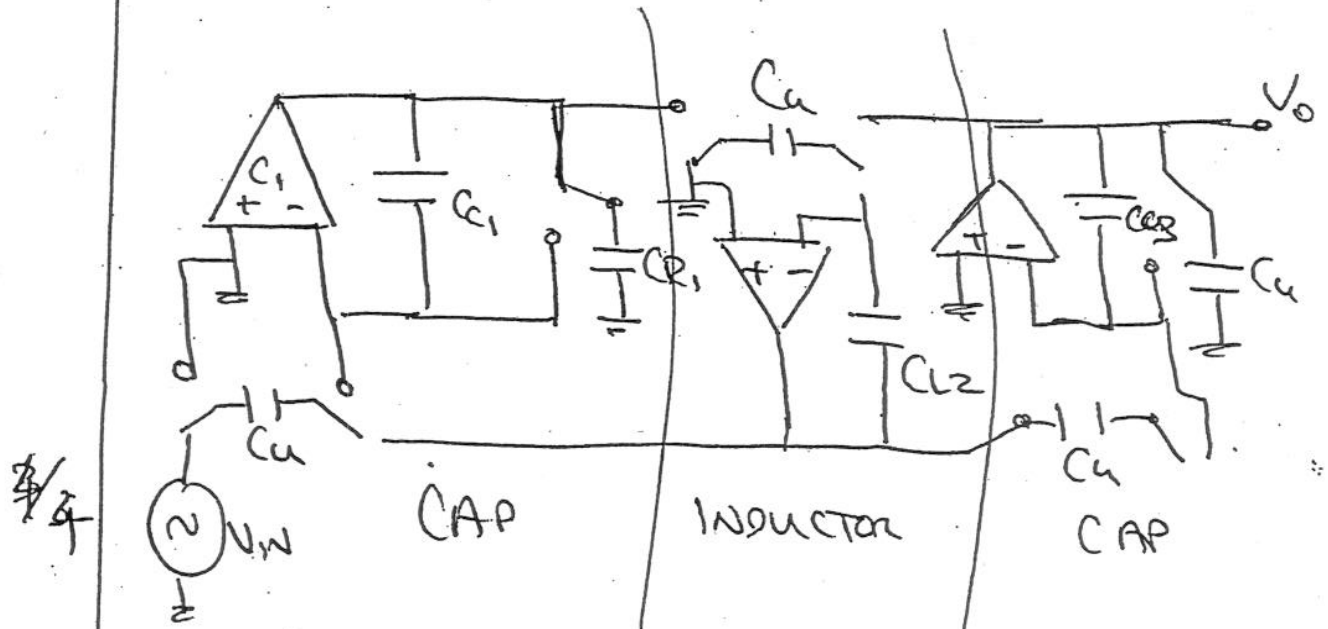 Cu
Vo
C1
+ -
CC1
CR1
+ -
CL2
+ -
CC3
Cu
Cu
VIN
Cu
CAP
INDUCTOR
CAP